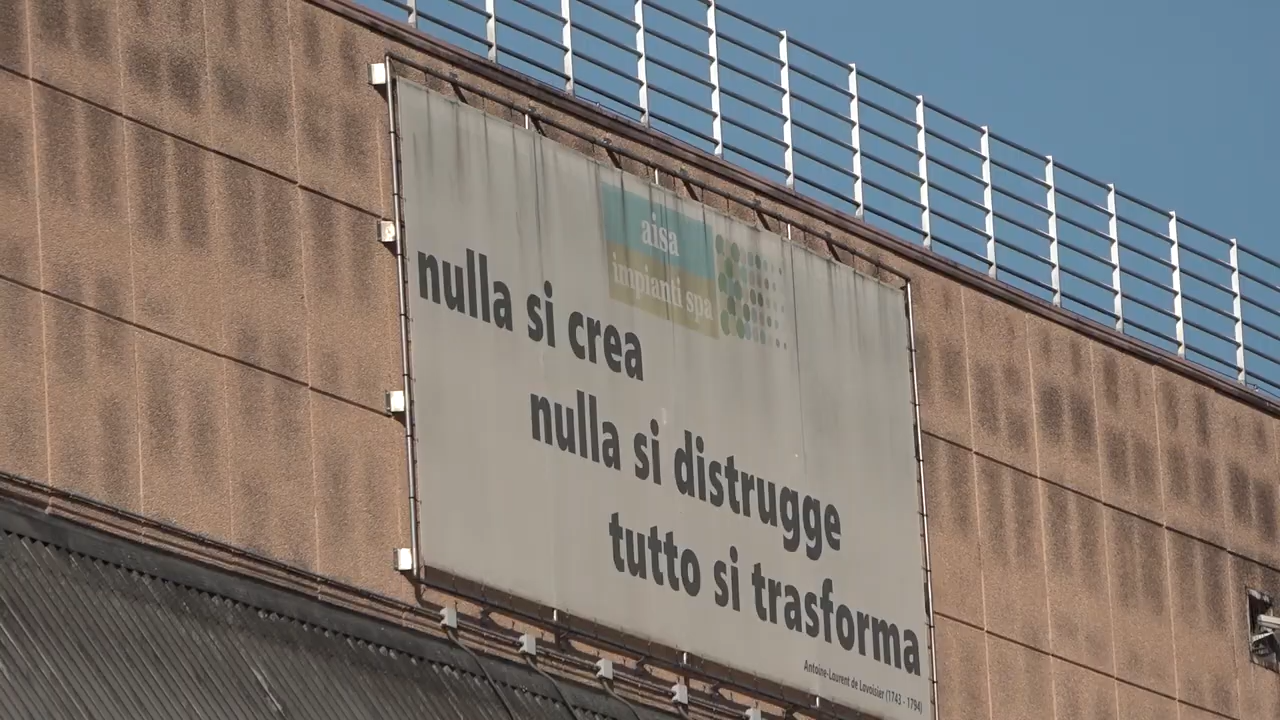 aisa
impianti spa
nulla si crea
nulla si distrugge
tutto si trasforma
Antoine-Laurent de Lavoisier (1743 - 1794)